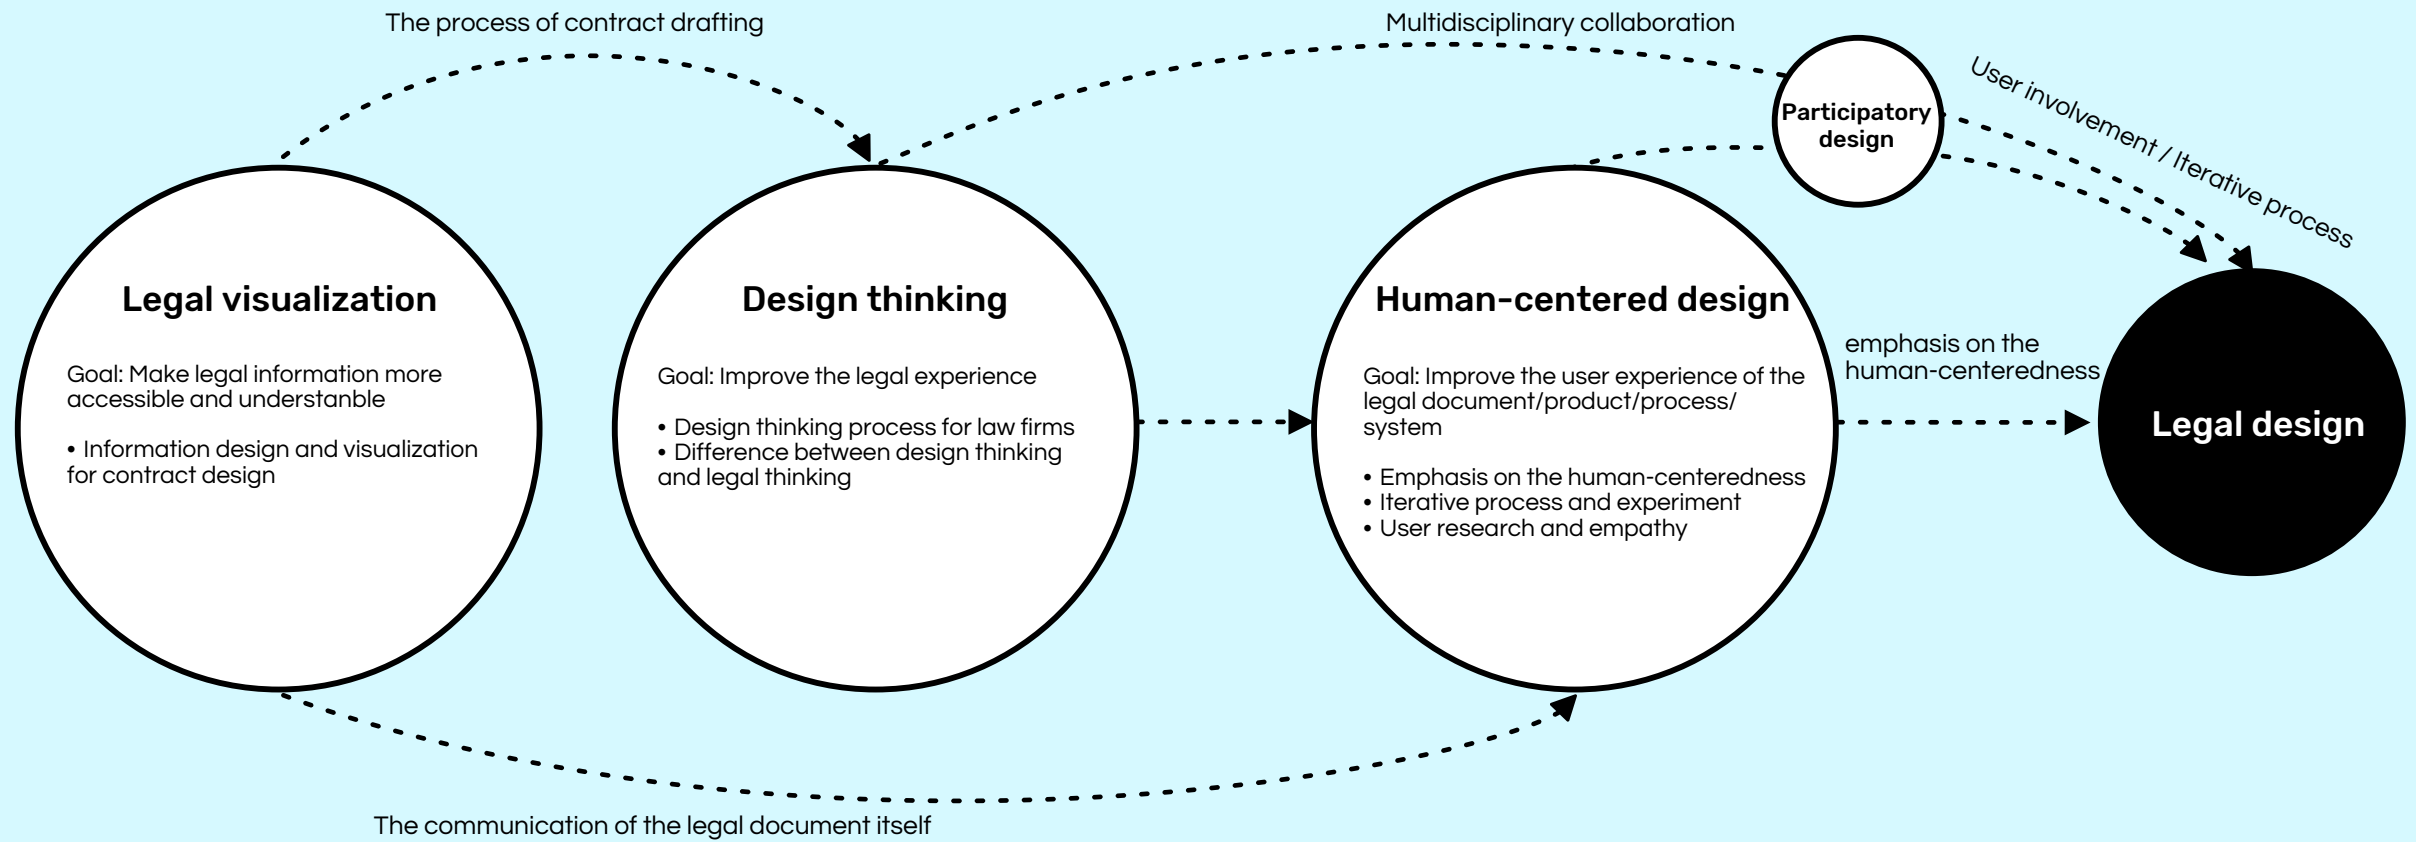 The process of contract drafting
Multidisciplinary collaboration
Participatory
design
User involvement / Iterative process
Legal visualization
Goal: Make legal information more
accessible and understanble
• Information design and visualization
for contract design
Design thinking
Goal: Improve the legal experience
• Design thinking process for law firms
• Difference between design thinking
and legal thinking
Human-centered design
Goal: Improve the user experience of the
legal document/product/process/
system
• Emphasis on the human-centeredness
• Iterative process and experiment
• User research and empathy
emphasis on the
human-centeredness
Legal design
The communication of the legal document itself